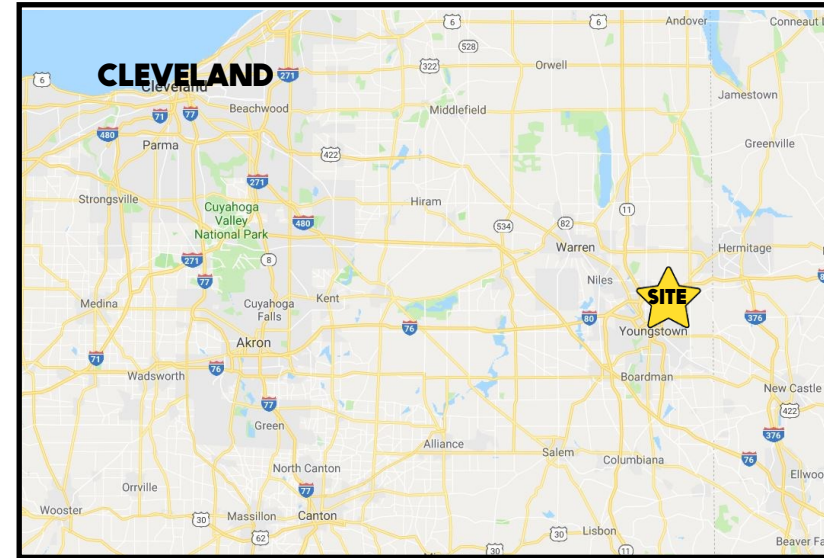 6
6
Andover
Conneaut L
528
CLEVELAND
271
322
Orwell
6
Cleveland
Jamestown
71
77
Beachwood
Middlefield
480
Parma
422
Greenville
271
Strongsville
Cuyahoga
Valley
National Park
Hiram
11
480
534
82
Warren
Hermitage
271
8
77
Niles
SITE
Medina
Cuyahoga
Falls
Kent
76
80
376
Youngstown
Akron
71
76
Wadsworth
Boardman
New Castle
77
422
Green
376
Alliance
Salem
Columbiana
76
North Canton
Ellwoo
Orrville
77
Wooster
30
Massillon
Canton
62
30
Lisbon
30
11
Beaver Fa